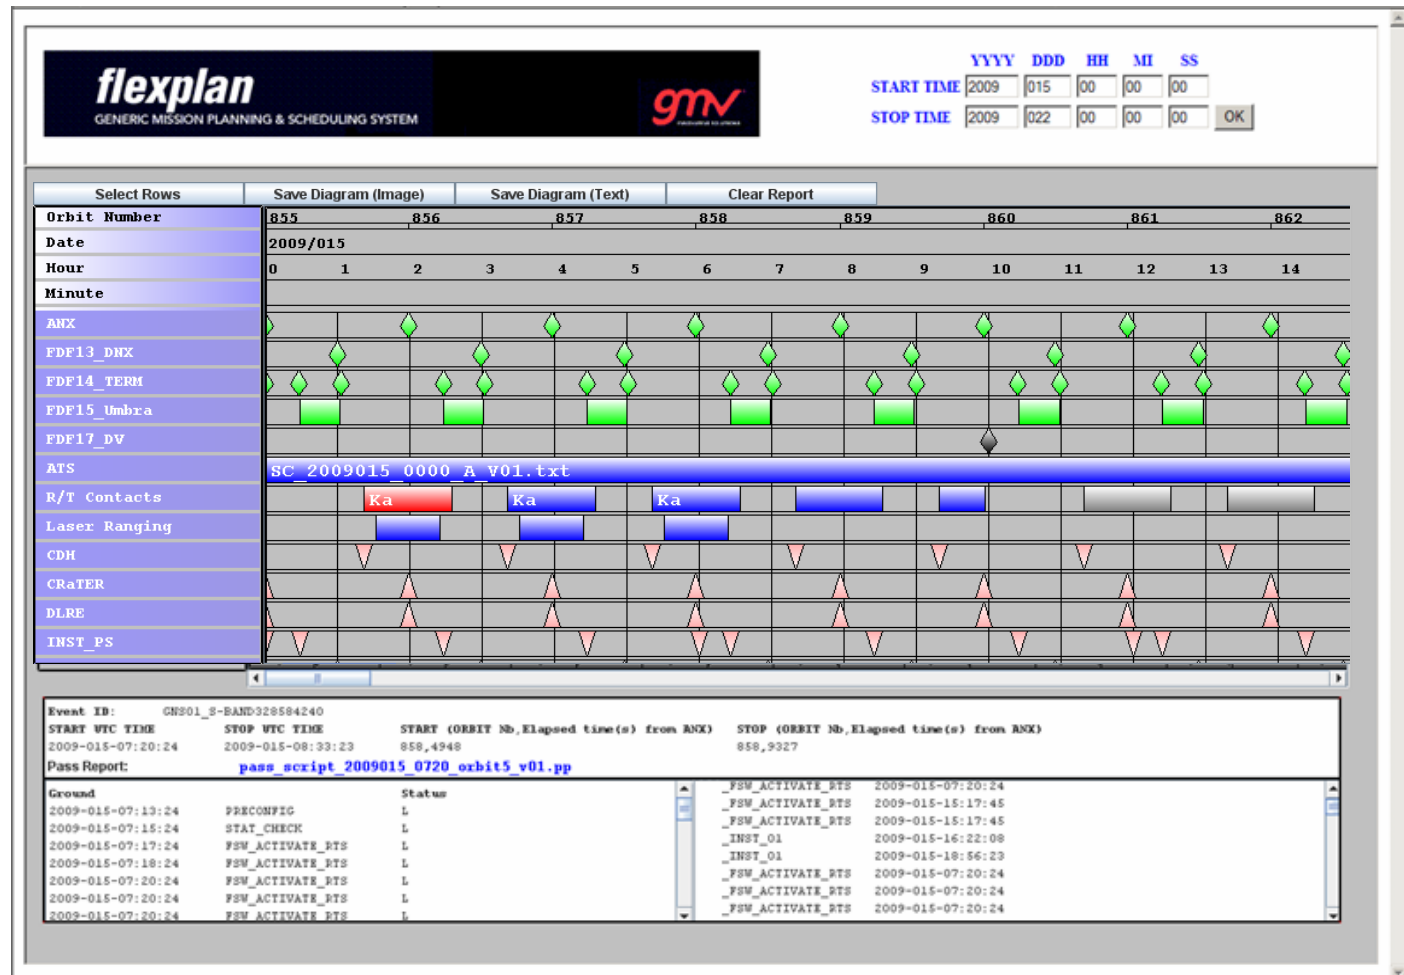 flexplan
GENERIC MISSION PLANNING & SCHEDULING SYSTEM
gmv
YYYY DDD HH MI SS
START TIME 2009 015 00 00 00
STOP TIME 2009 022 00 00 00 OK
Select Rows Save Diagram (Image) Save Diagram (Text) Clear Report
Orbit Number 855 856 857 858 859 860 861 862
Date 2009/015
Hour 0 1 2 3 4 5 6 7 8 9 10 11 12 13 14
Minute
ANX
FDF13_DNX
FDF14_TERM
FDF15_Umbra
FDF17_DV
ATS SC_2009015_0000_A_V01.txt
R/T Contacts Ka Ka Ka
Laser Ranging
CDH
CRaTER
DLRE
INST_PS
Event ID: GNS01_S-BAND328584240
START UTC TIME STOP UTC TIME START (ORBIT Nb,Elapsed time(s) from ANX) STOP (ORBIT Nb,Elapsed time(s) from ANX)
2009-015-07:20:24 2009-015-08:33:23 858,4948 858,9327
Pass Report: pass_script_2009015_0720_orbit5_v01.pp
Ground Status
2009-015-07:13:24 PRECONFIG L
2009-015-07:15:24 STAT_CHECK L
2009-015-07:17:24 FSW_ACTIVATE_RTS L
2009-015-07:18:24 FSW_ACTIVATE_RTS L
2009-015-07:20:24 FSW_ACTIVATE_RTS L
2009-015-07:20:24 FSW_ACTIVATE_RTS L
2009-015-07:20:24 FSW_ACTIVATE_RTS L
_FSW_ACTIVATE_RTS 2009-015-07:20:24
_FSW_ACTIVATE_RTS 2009-015-15:17:45
_FSW_ACTIVATE_RTS 2009-015-15:17:45
_INST_01 2009-015-16:22:08
_INST_01 2009-015-18:56:23
_FSW_ACTIVATE_RTS 2009-015-07:20:24
_FSW_ACTIVATE_RTS 2009-015-07:20:24
_FSW_ACTIVATE_RTS 2009-015-07:20:24